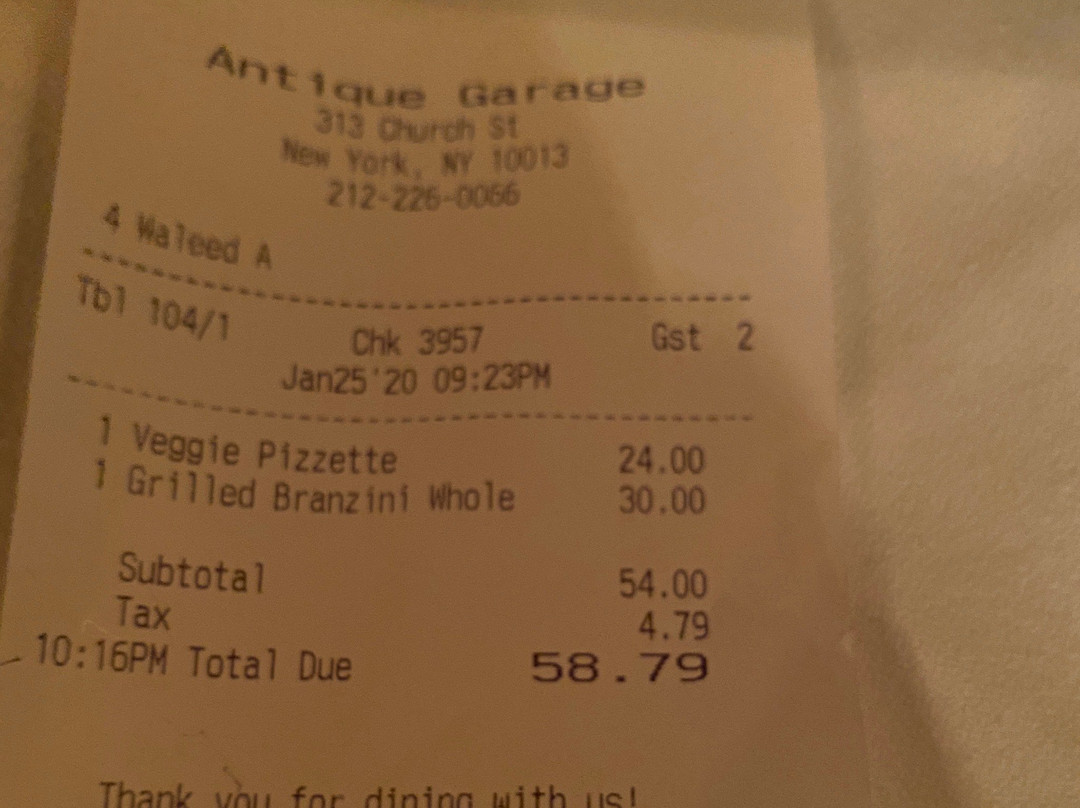 Antique Garage
313 Church St
New York, NY 10013
212-226-0066
4 Waleed A
--------------------------------
Tbl 104/1 Chk 3957 Gst 2
Jan25'20 09:23PM
--------------------------------
1 Veggie Pizzette 24.00
1 Grilled Branzini Whole 30.00
Subtotal 54.00
Tax 4.79
10:16PM Total Due 58.79
Thank you for dining with us!